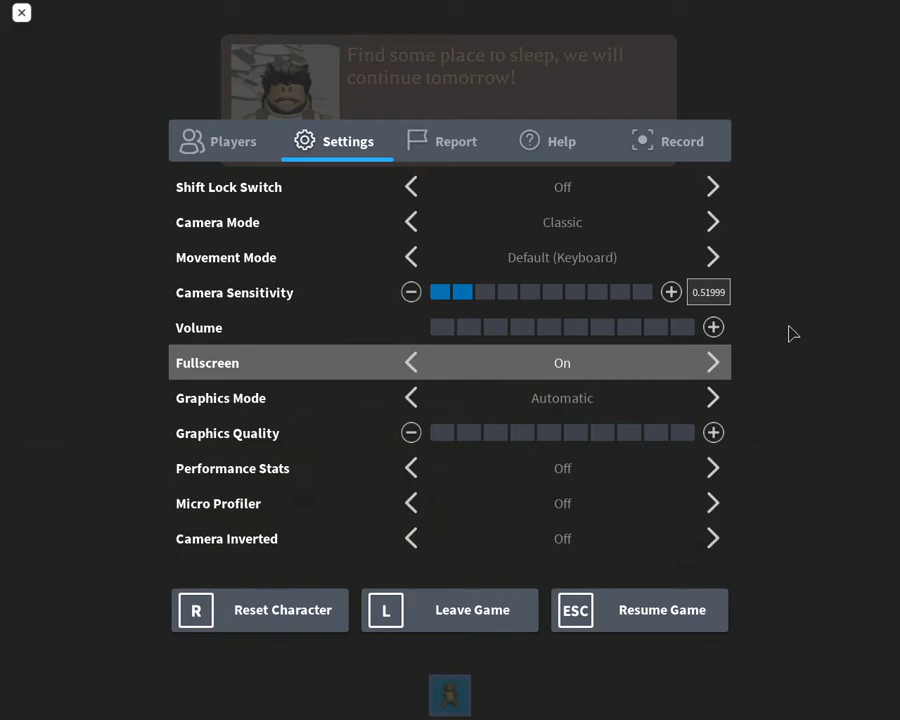 Find some place to sleep, we will
continue tomorrow!
Players Settings Report Help Record
Shift Lock Switch Off
Camera Mode Classic
Movement Mode Default (Keyboard)
Camera Sensitivity 0.51999
Volume
Fullscreen On
Graphics Mode Automatic
Graphics Quality
Performance Stats Off
Micro Profiler Off
Camera Inverted Off
R Reset Character L Leave Game ESC Resume Game